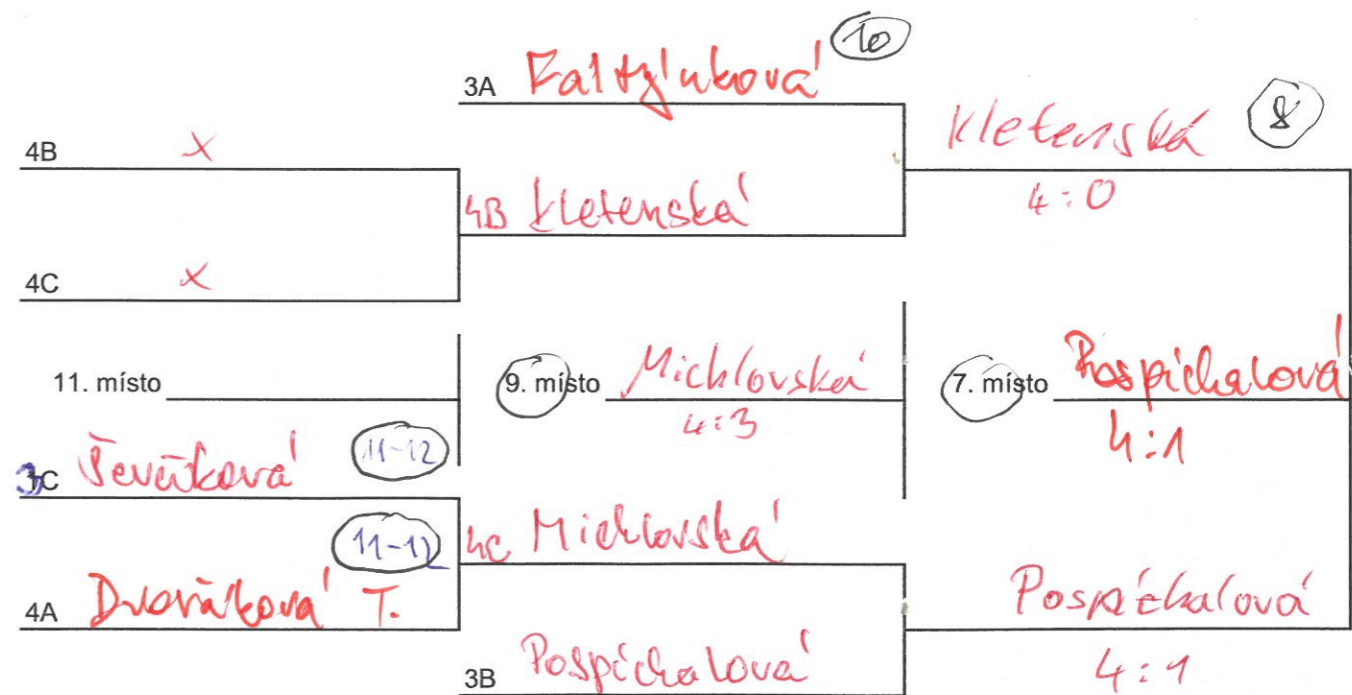 3A Faltýnková 10
Kletenská 8
4B x
4:0
4B Kletenská
4C x
11. místo
9. místo Michlovská
7. místo Pospíchalová
4:3
4:1
3C Ševčíková 11-12
4C Michlovská
11-12
4A Dvořáková T.
Pospíchalová
3B Pospíchalová
4:1